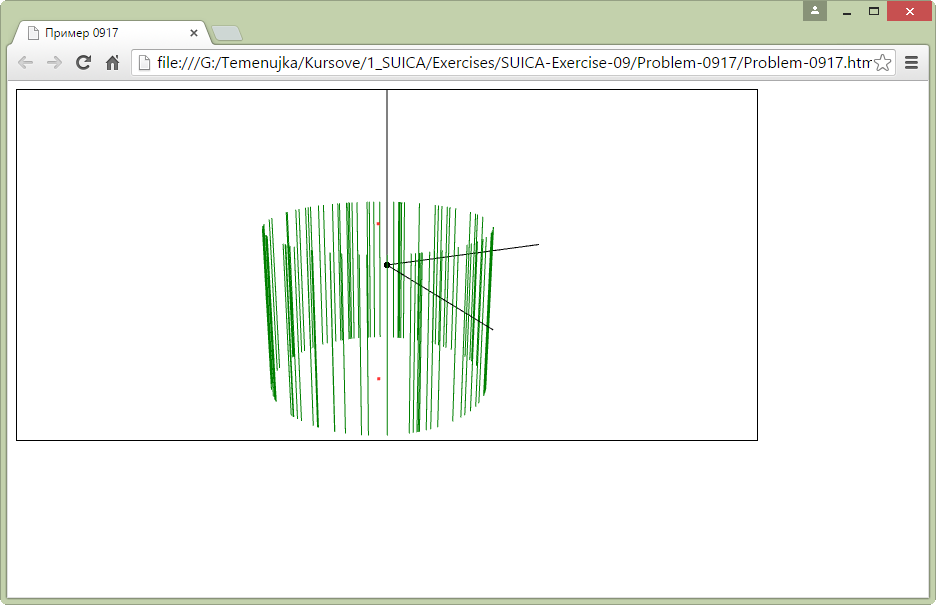 Пример 0917
file:///G:/Temenujka/Kursove/1_SUICA/Exercises/SUICA-Exercise-09/Problem-0917/Problem-0917.htm